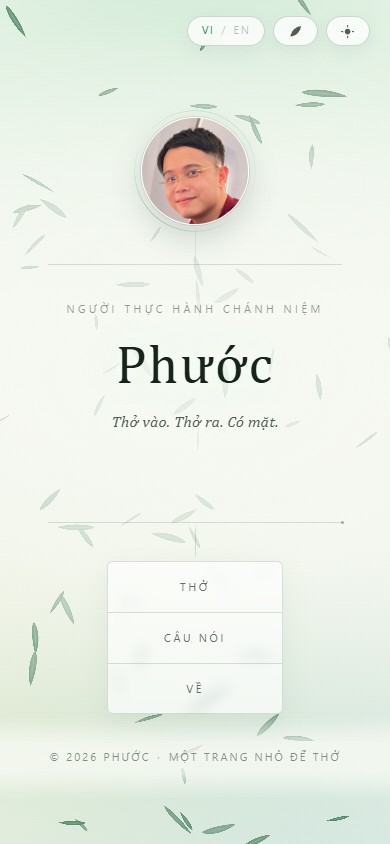 VI / EN
NGƯỜI THỰC HÀNH CHÁNH NIỆM
Phước
Thở vào. Thở ra. Có mặt.
THỞ
CÂU NÓI
VỀ
© 2026 PHƯỚC · MỘT TRANG NHỎ ĐỂ THỞ